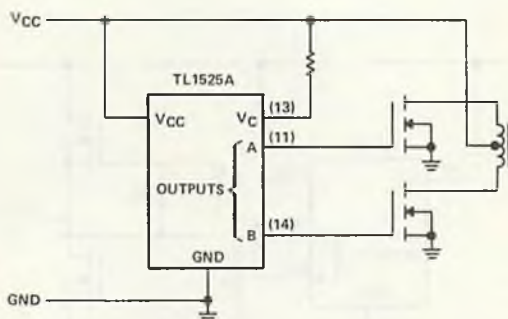 VCC
TL1525A
VCC
VC
(13)
A
(11)
OUTPUTS
B
(14)
GND
GND